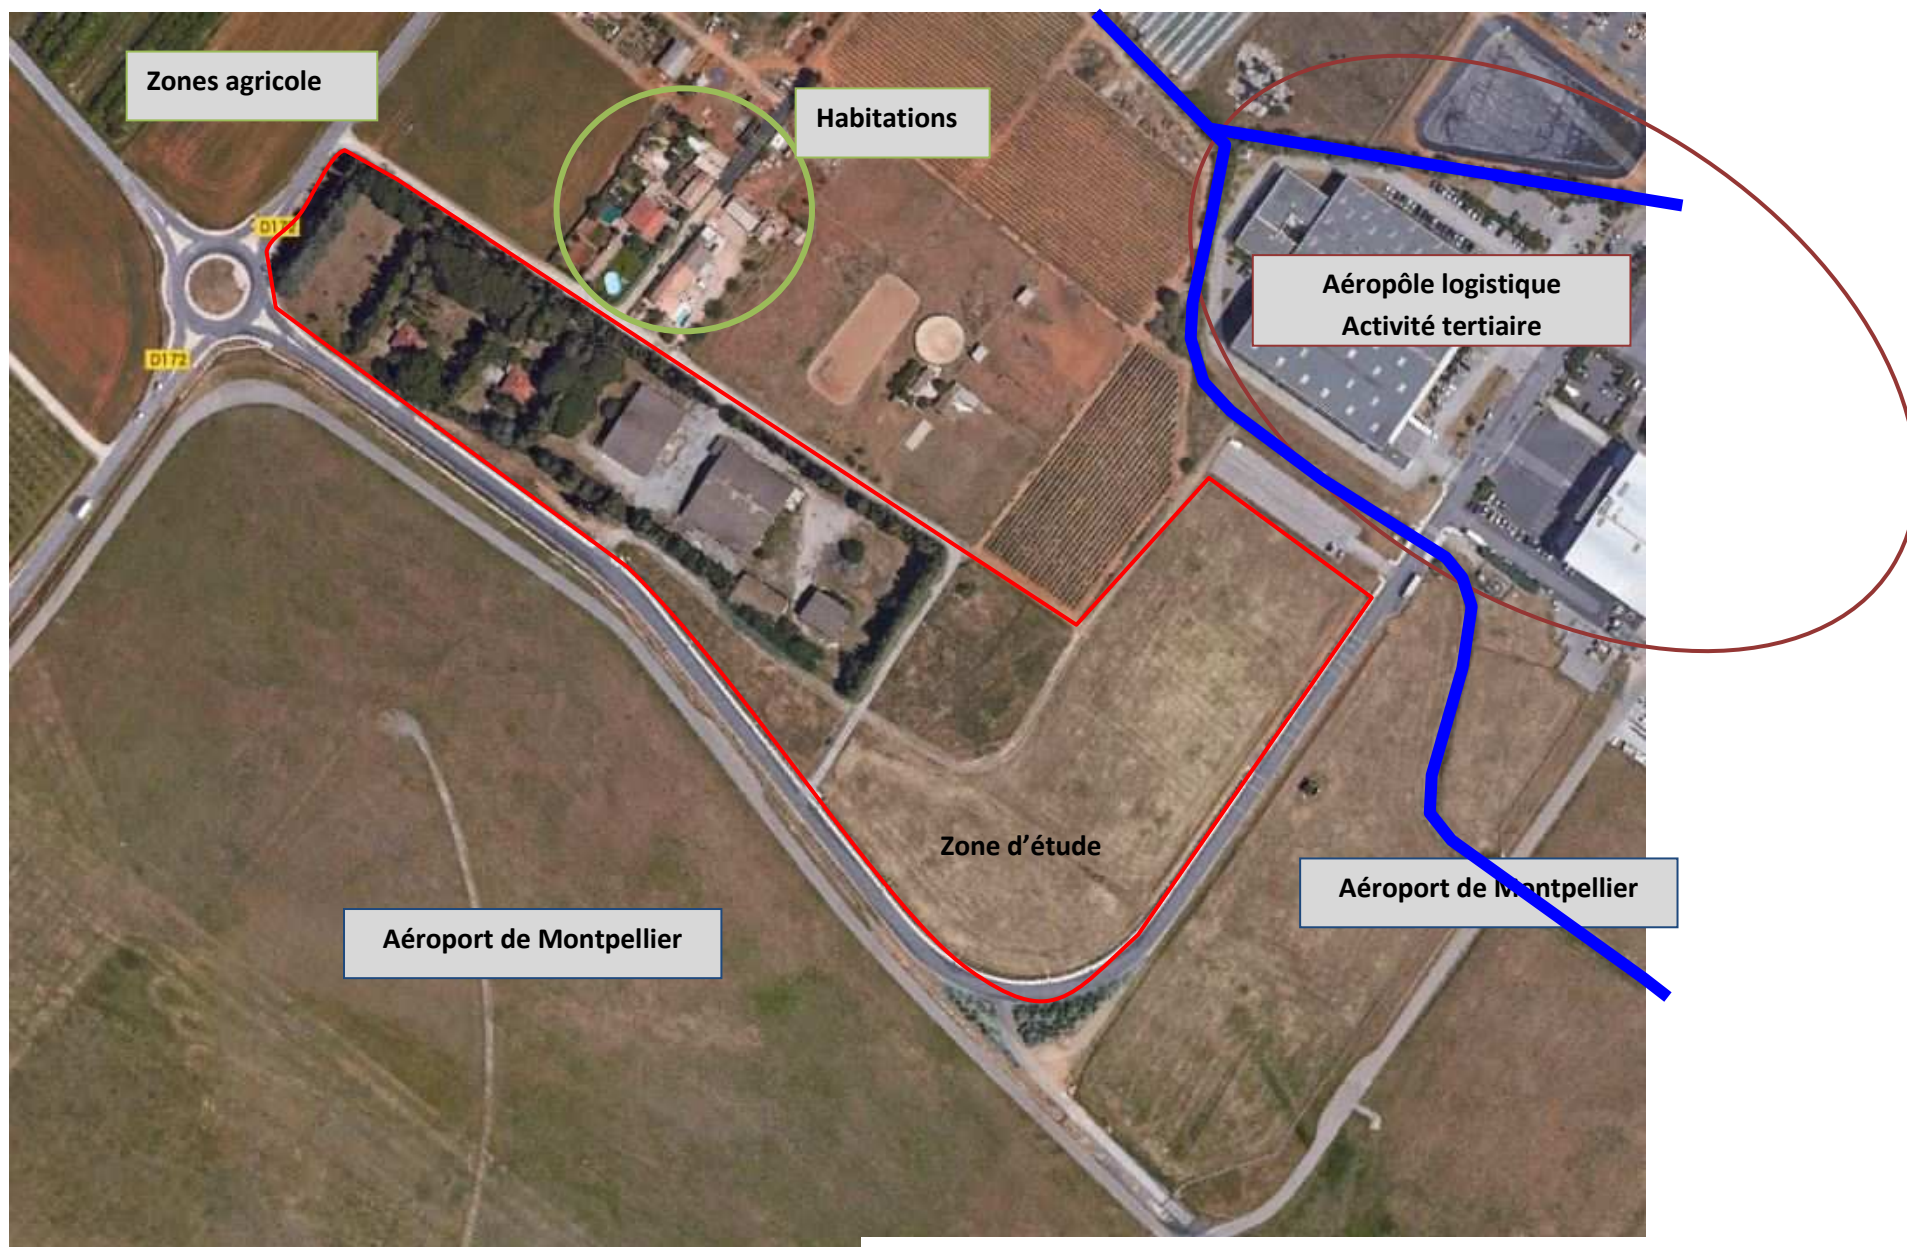 Zones agricole
Habitations
D172
D172
Aéropôle logistique
Activité tertiaire
Zone d'étude
Aéroport de Montpellier
Aéroport de Montpellier